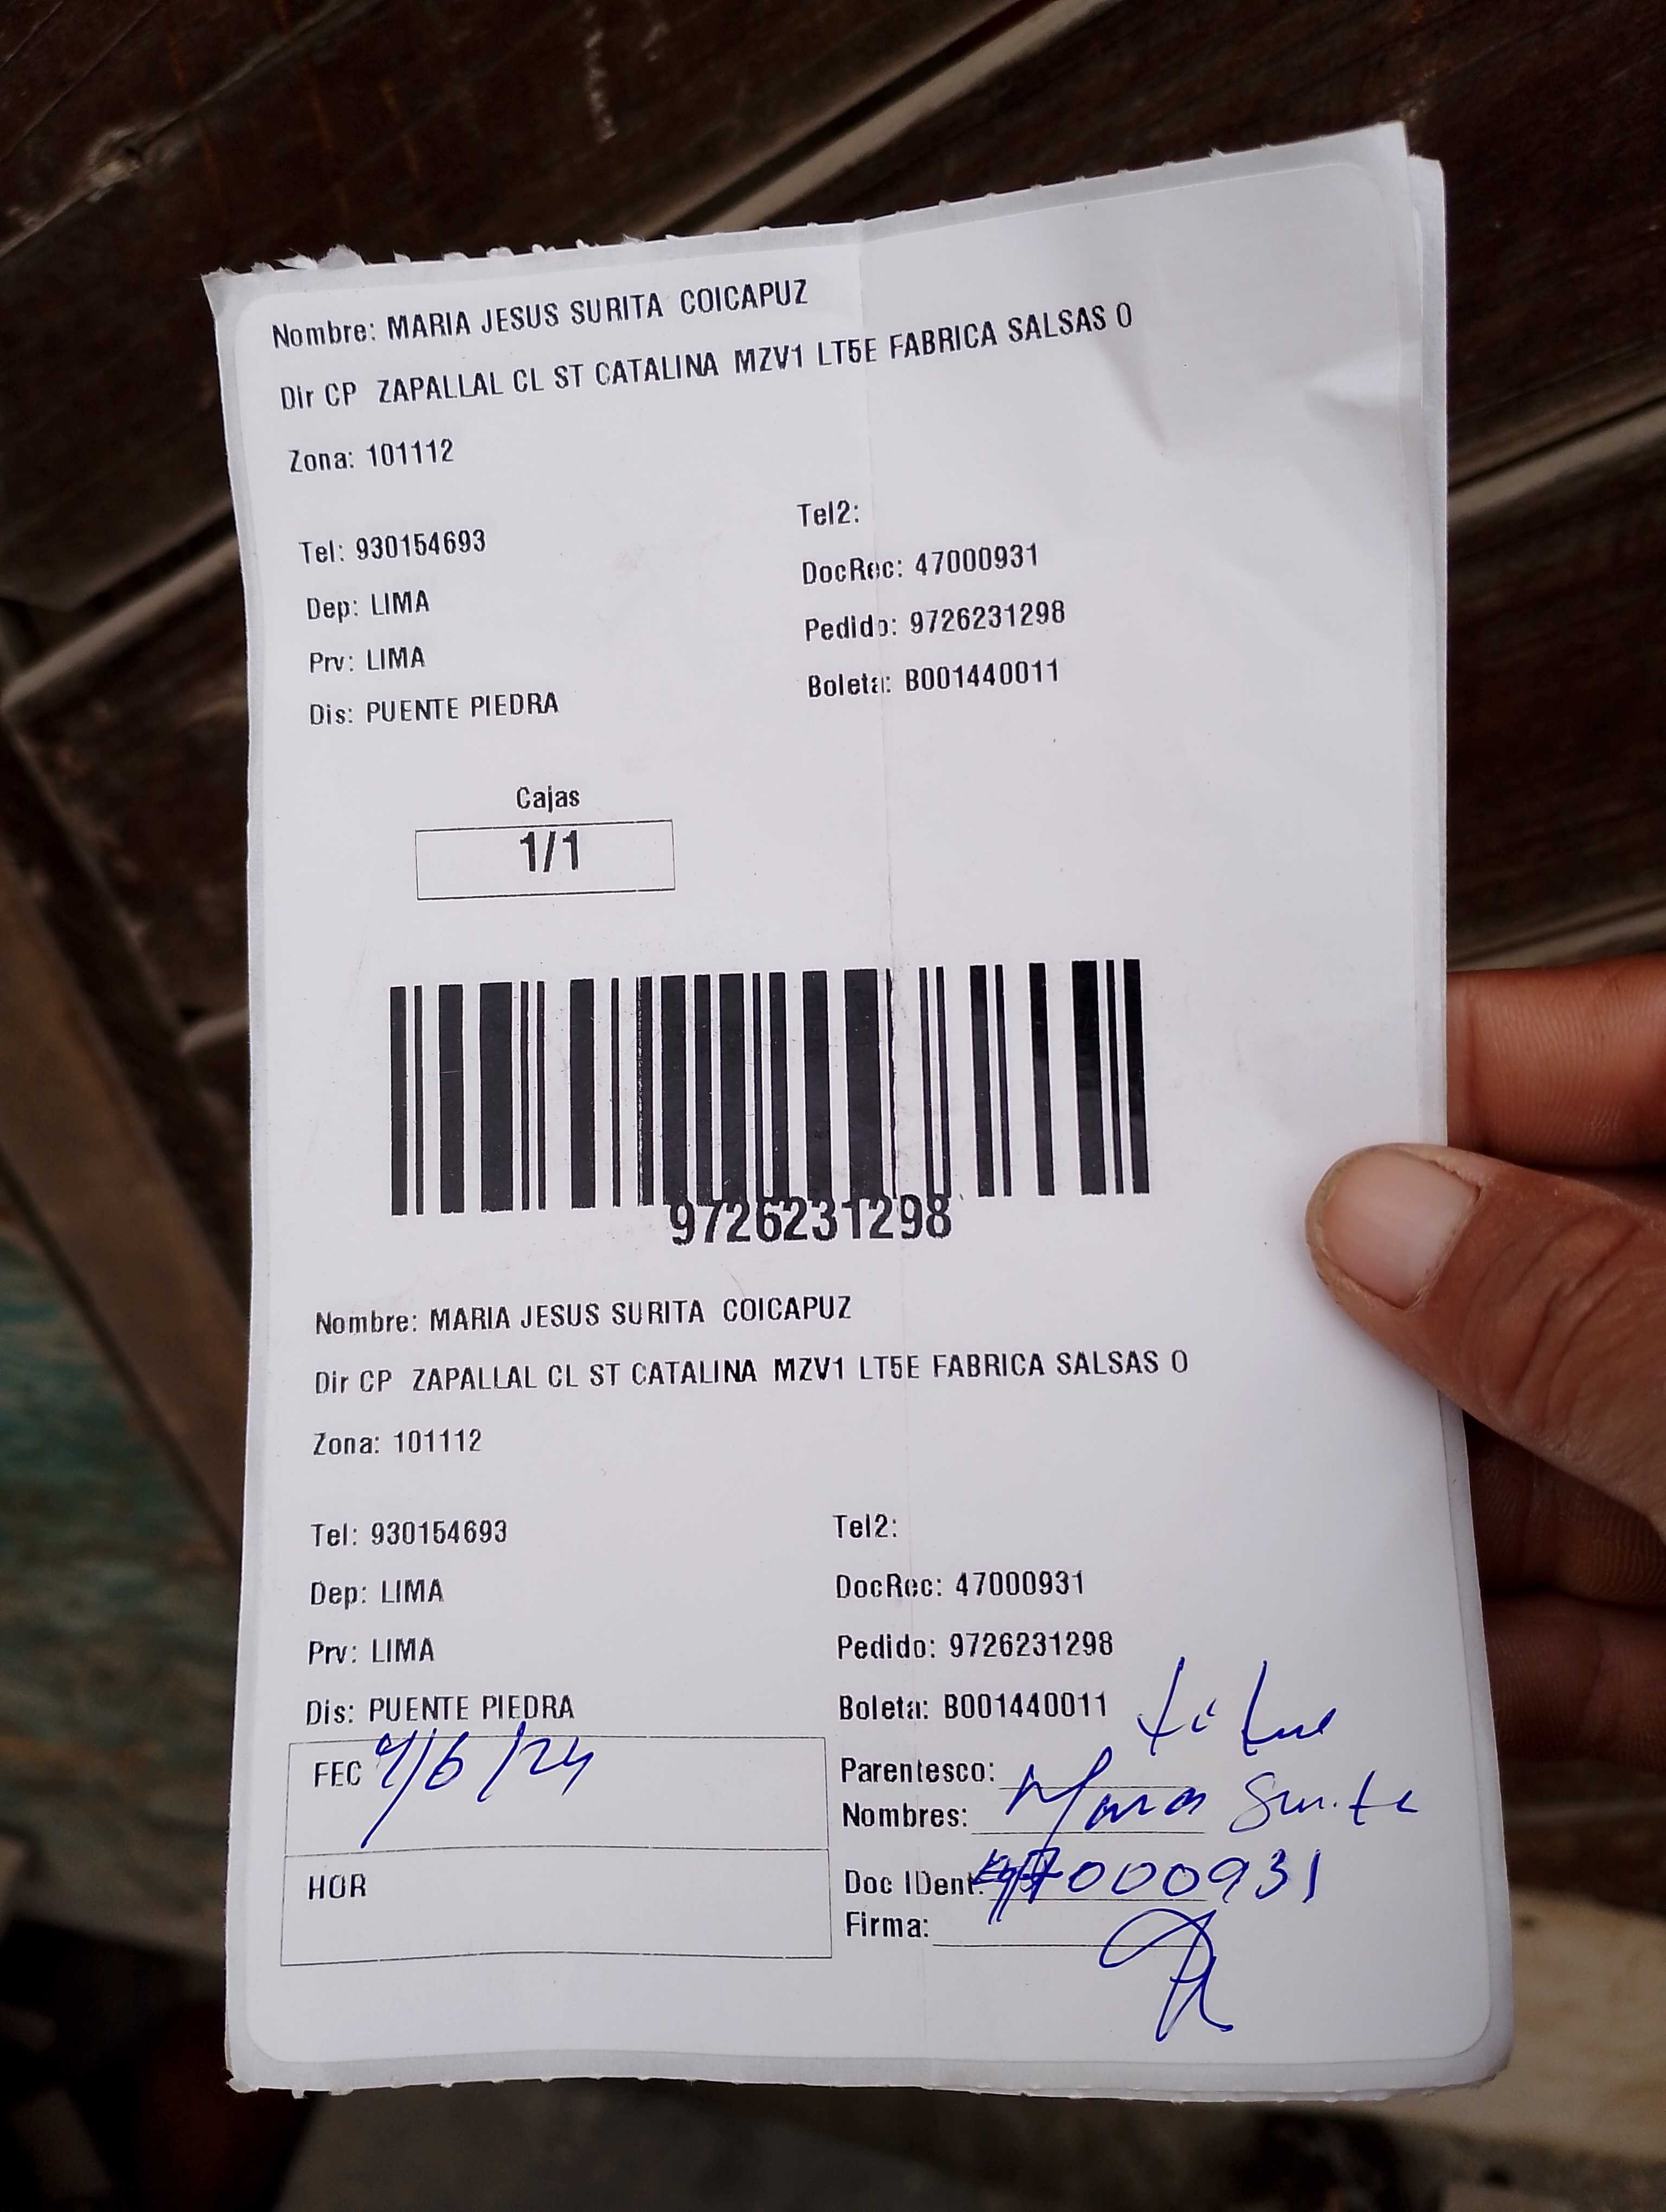 Nombre: MARIA JESUS SURITA COICAPUZ
Dir CP ZAPALLAL CL ST CATALINA MZV1 LT5E FABRICA SALSAS 0
Zona: 101112
Tel: 930154693 Tel2:
Dep: LIMA DocRec: 47000931
Prv: LIMA Pedido: 9726231298
Dis: PUENTE PIEDRA Boleta: B001440011
Cajas
1/1
9726231298
Nombre: MARIA JESUS SURITA COICAPUZ
Dir CP ZAPALLAL CL ST CATALINA MZV1 LT5E FABRICA SALSAS 0
Zona: 101112
Tel: 930154693 Tel2:
Dep: LIMA DocRec: 47000931
Prv: LIMA Pedido: 9726231298
Dis: PUENTE PIEDRA Boleta: B001440011
FEC Parentesco:
Nombres: Maria Surita
HOR Doc IDent: 47000931
Firma: